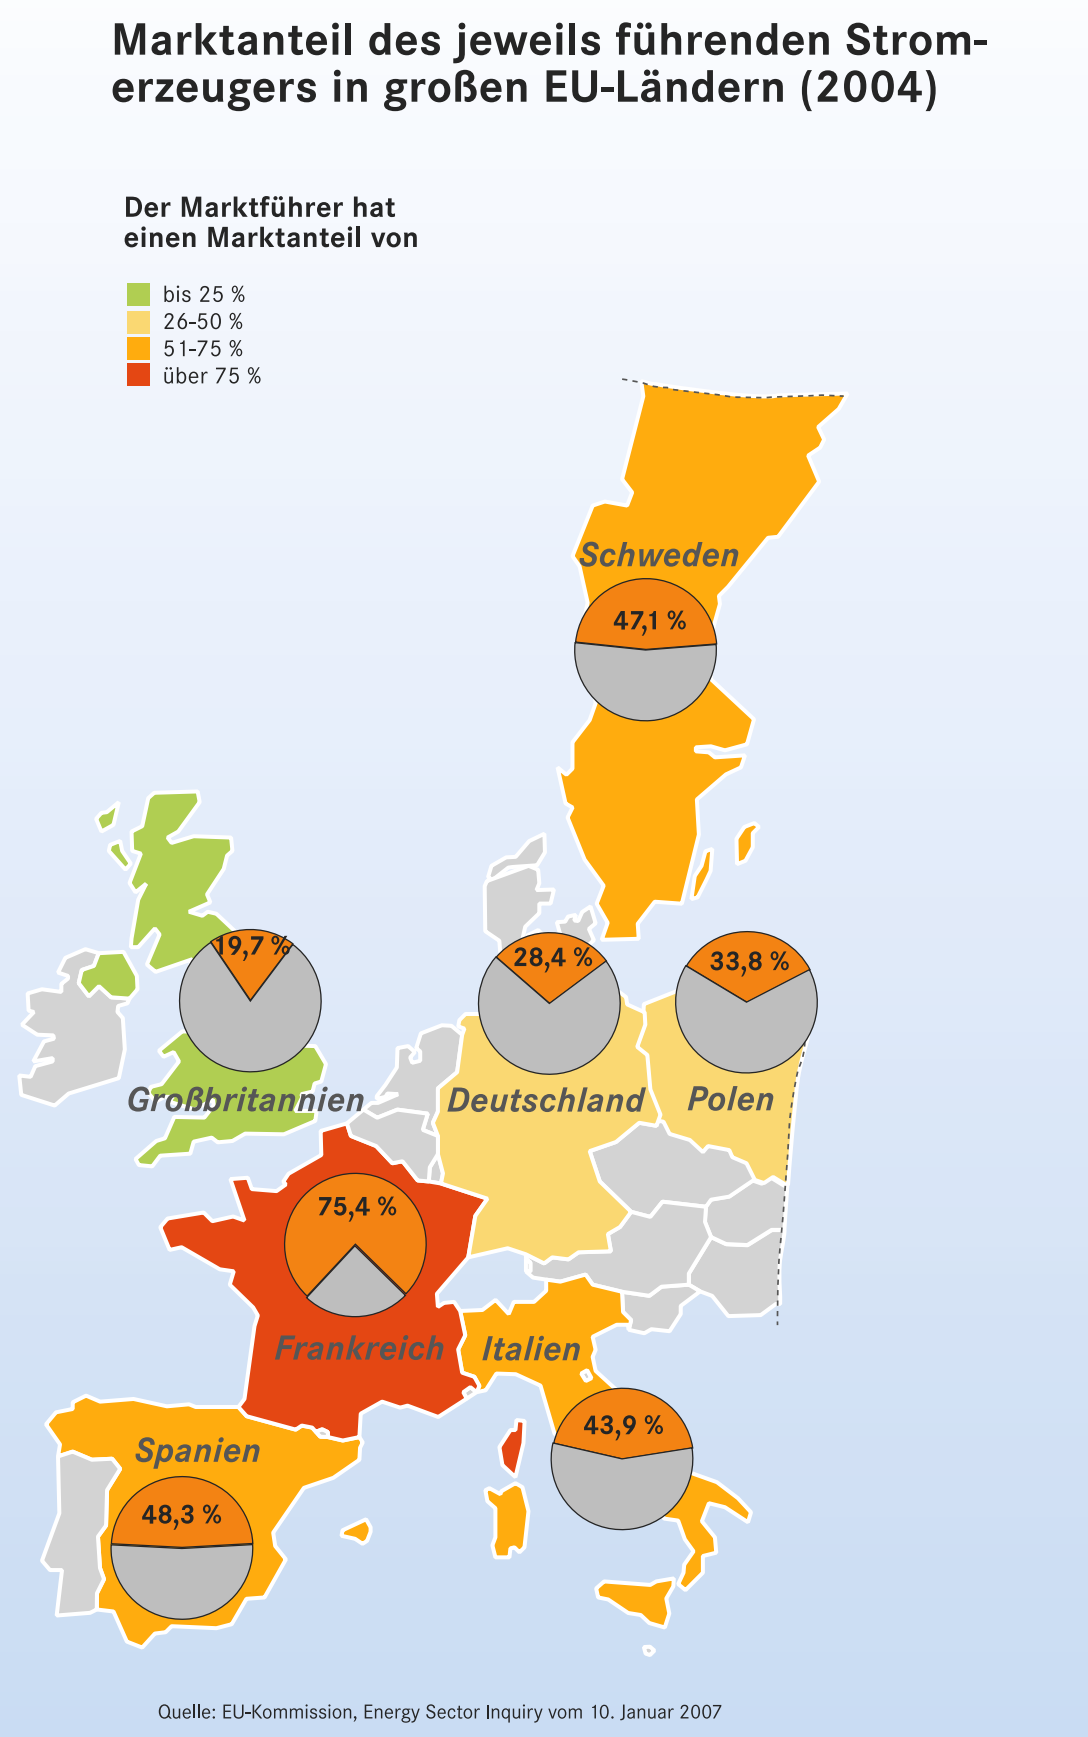 Marktanteil des jeweils führenden Strom-
erzeugers in großen EU-Ländern (2004)
Der Marktführer hat
einen Marktanteil von
bis 25 %
26-50 %
51-75 %
über 75 %
Schweden
47,1 %
19,7 %
28,4 %
33,8 %
Großbritannien
Deutschland
Polen
75,4 %
Frankreich
Italien
43,9 %
Spanien
48,3 %
Quelle: EU-Kommission, Energy Sector Inquiry vom 10. Januar 2007